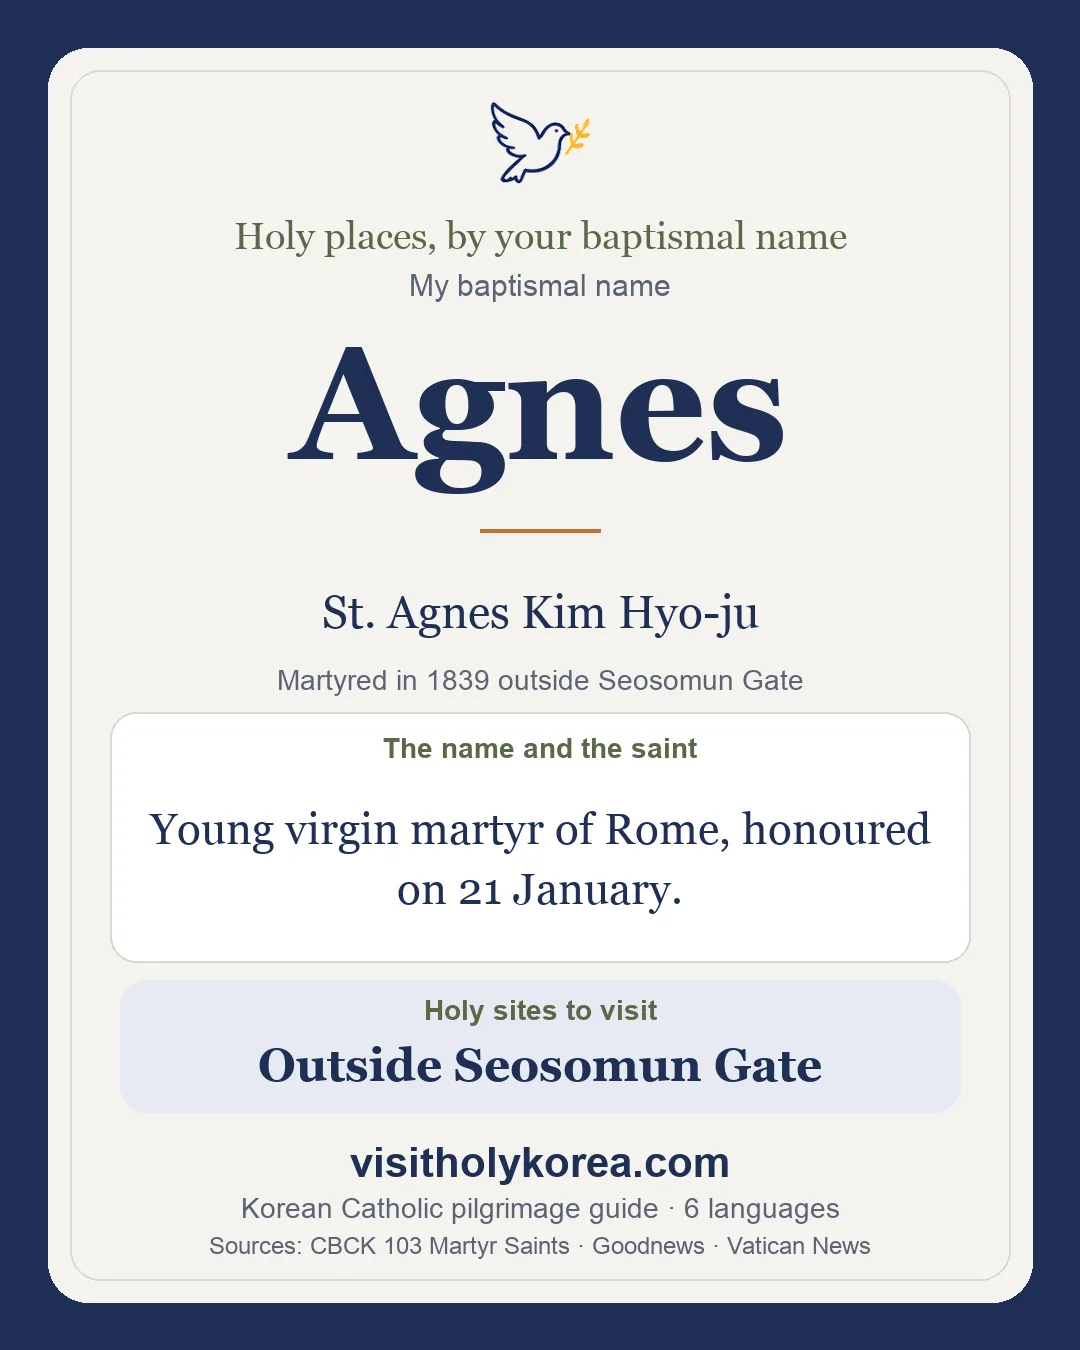 Holy places, by your baptismal name
My baptismal name
Agnes
St. Agnes Kim Hyo-ju
Martyred in 1839 outside Seosomun Gate
The name and the saint
Young virgin martyr of Rome, honoured
on 21 January.
Holy sites to visit
Outside Seosomun Gate
visitholykorea.com
Korean Catholic pilgrimage guide · 6 languages
Sources: CBCK 103 Martyr Saints · Goodnews · Vatican News